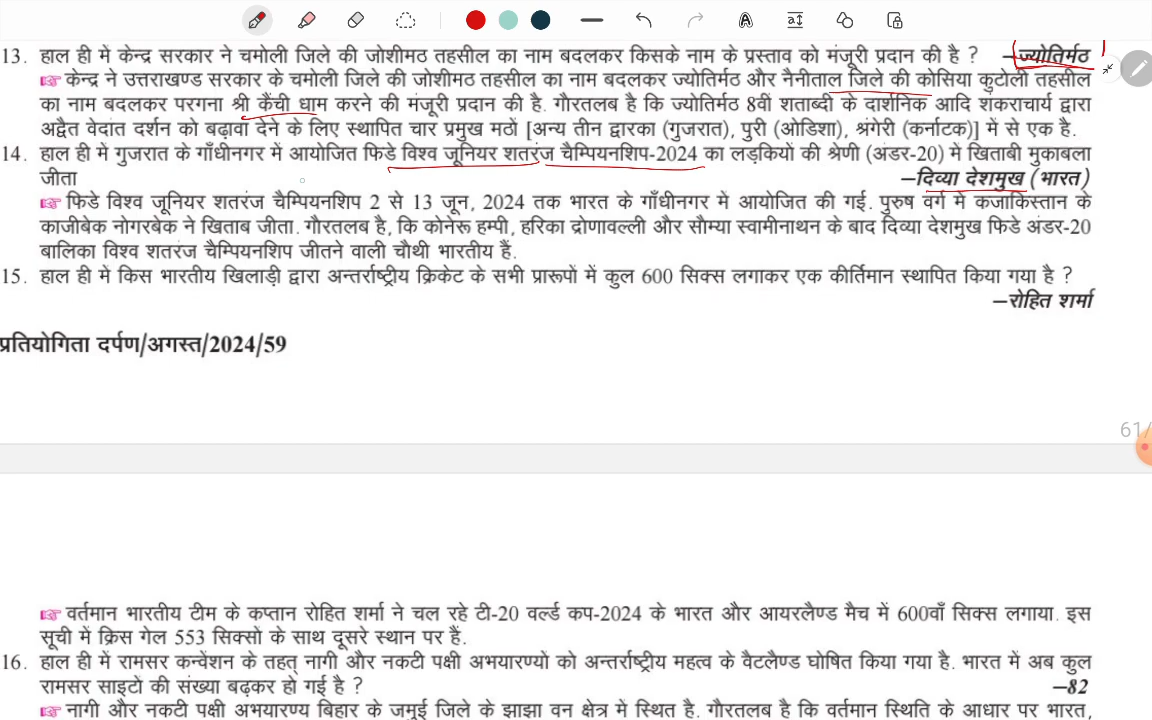 13. हाल ही में केन्द्र सरकार ने चमोली जिले की जोशीमठ तहसील का नाम बदलकर किसके नाम के प्रस्ताव को मंजूरी प्रदान की है ? —ज्योतिर्मठ
☞ केन्द्र ने उत्तराखण्ड सरकार के चमोली जिले की जोशीमठ तहसील का नाम बदलकर ज्योतिर्मठ और नैनीताल जिले की कोसिया कुटोली तहसील
का नाम बदलकर परगना श्री कैंची धाम करने की मंजूरी प्रदान की है. गौरतलब है कि ज्योतिर्मठ 8वीं शताब्दी के दार्शनिक आदि शंकराचार्य द्वारा
अद्वैत वेदांत दर्शन को बढ़ावा देने के लिए स्थापित चार प्रमुख मठों [अन्य तीन द्वारका (गुजरात), पुरी (ओडिशा), श्रंगेरी (कर्नाटक)] में से एक है.
14. हाल ही में गुजरात के गाँधीनगर में आयोजित फिडे विश्व जूनियर शतरंज चैम्पियनशिप-2024 का लड़कियों की श्रेणी (अंडर-20) में खिताबी मुकाबला
जीता —दिव्या देशमुख (भारत)
☞ फिडे विश्व जूनियर शतरंज चैम्पियनशिप 2 से 13 जून, 2024 तक भारत के गाँधीनगर में आयोजित की गई. पुरुष वर्ग में कजाकिस्तान के
काजीबेक नोगरबेक ने खिताब जीता. गौरतलब है, कि कोनेरू हम्पी, हरिका द्रोणावल्ली और सौम्या स्वामीनाथन के बाद दिव्या देशमुख फिडे अंडर-20
बालिका विश्व शतरंज चैम्पियनशिप जीतने वाली चौथी भारतीय हैं.
15. हाल ही में किस भारतीय खिलाड़ी द्वारा अन्तर्राष्ट्रीय क्रिकेट के सभी प्रारूपों में कुल 600 सिक्स लगाकर एक कीर्तिमान स्थापित किया गया है ?
—रोहित शर्मा
प्रतियोगिता दर्पण/अगस्त/2024/59
61/
☞ वर्तमान भारतीय टीम के कप्तान रोहित शर्मा ने चल रहे टी-20 वर्ल्ड कप-2024 के भारत और आयरलैण्ड मैच में 600वाँ सिक्स लगाया. इस
सूची में क्रिस गेल 553 सिक्सों के साथ दूसरे स्थान पर हैं.
16. हाल ही में रामसर कन्वेंशन के तहत् नागी और नकटी पक्षी अभयारण्यों को अन्तर्राष्ट्रीय महत्व के वैटलैण्ड घोषित किया गया है. भारत में अब कुल
रामसर साइटों की संख्या बढ़कर हो गई है ? —82
☞ नागी और नकटी पक्षी अभयारण्य बिहार के जमुई जिले के झाझा वन क्षेत्र में स्थित है. गौरतलब है कि वर्तमान स्थिति के आधार पर भारत,